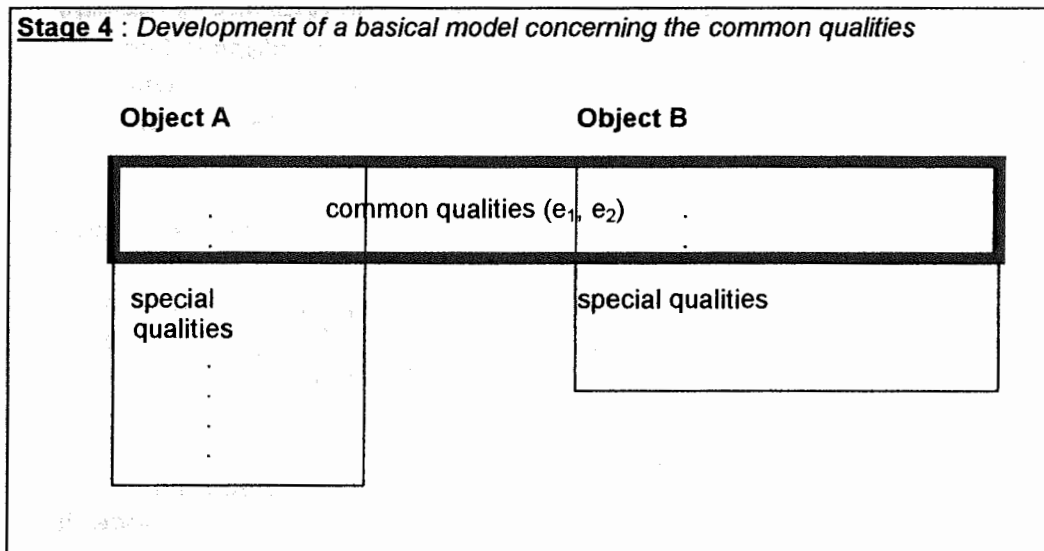 Stage 4 : Development of a basical model concerning the common qualities
Object A Object B
common qualities (e₁, e₂)
special
qualities
special qualities